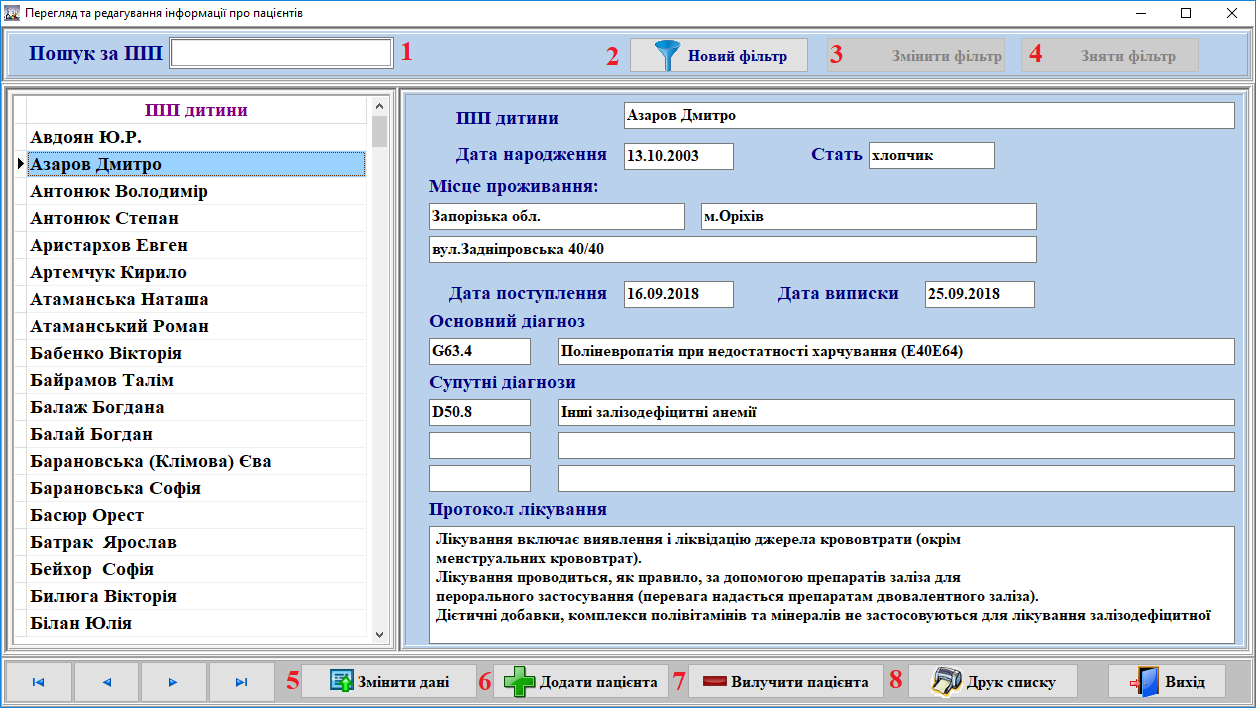 Перегляд та редагування інформації про пацієнтів
Пошук за ПІП 1
2 Новий фільтр
3 Змінити фільтр
4 Зняти фільтр
ПІП дитини
Авдоян Ю.Р.
Азаров Дмитро
Антонюк Володимір
Антонюк Степан
Аристархов Евген
Артемчук Кирило
Атаманська Наташа
Атаманський Роман
Бабенко Вікторія
Байрамов Талім
Балаж Богдана
Балай Богдан
Барановська (Клімова) Єва
Барановська Софія
Басюр Орест
Батрак  Ярослав
Бейхор  Софія
Билюга Вікторія
Білан Юлія
ПІП дитини Азаров Дмитро
Дата народження 13.10.2003 Стать хлопчик
Місце проживання:
Запорізька обл. м.Оріхів
вул.Задніпровська 40/40
Дата поступлення 16.09.2018 Дата виписки 25.09.2018
Основний діагноз
G63.4 Поліневропатія при недостатності харчування (E40E64)
Супутні діагнози
D50.8 Інші залізодефіцитні анемії
Протокол лікування
Лікування включає виявлення і ліквідацію джерела крововтрати (окрім
менструальних крововтрат).
Лікування проводиться, як правило, за допомогою препаратів заліза для
перорального застосування (перевага надається препаратам двовалентного заліза).
Дієтичні добавки, комплекси полівітамінів та мінералів не застосовуються для лікування залізодефіцитної
5 Змінити дані
6 Додати пацієнта
7 Вилучити пацієнта
8 Друк списку
Вихід